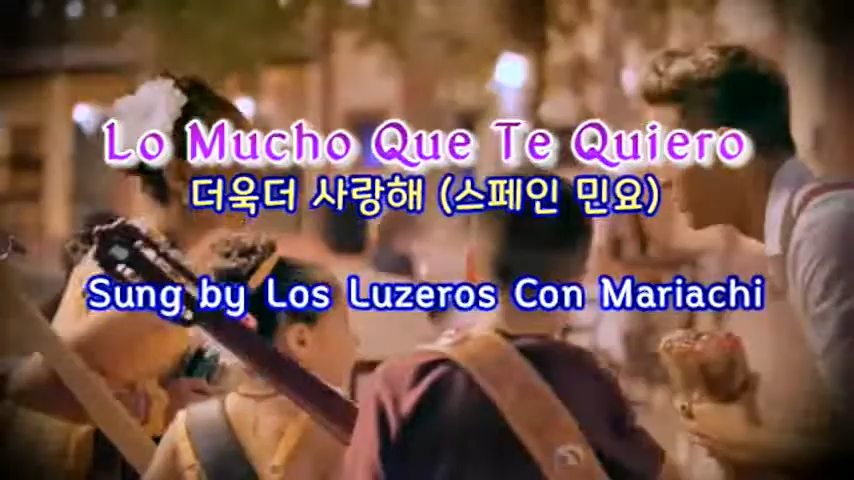 Lo Mucho Que Te Quiero
더욱더 사랑해 (스페인 민요)
Sung by Los Luzeros Con Mariachi